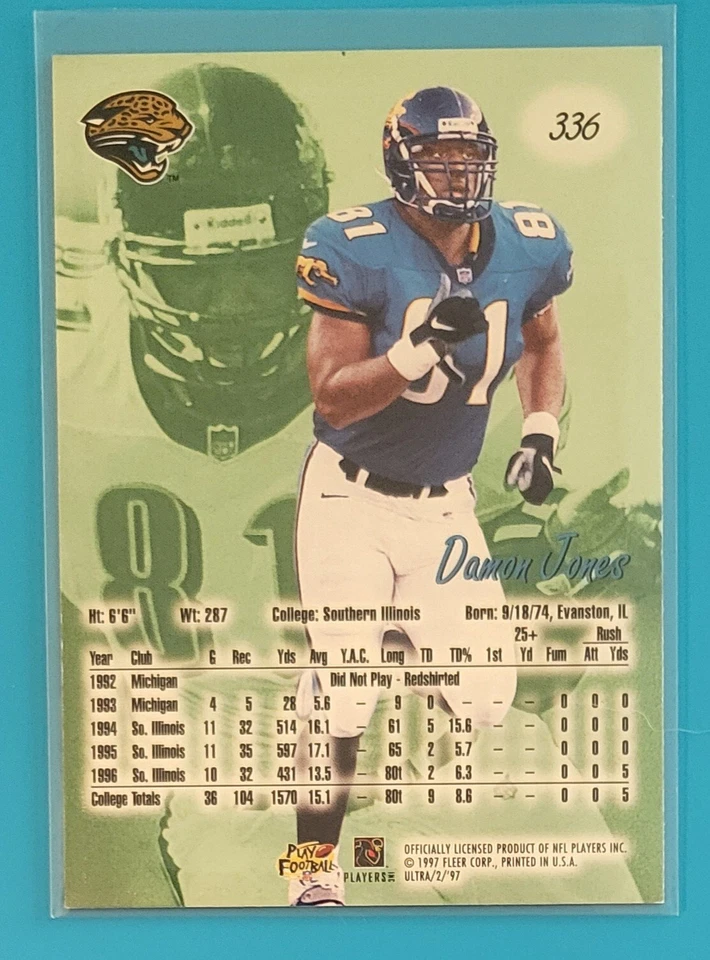 336
Riddell
81 81
81
81
Damon Jones
Ht: 6'6" Wt: 287 College: Southern Illinois Born: 9/18/74, Evanston, IL
25+ Rush
Year Club G Rec Yds Avg Y.A.C. Long TD TD% 1st Yd Fum Att Yds
1992 Michigan Did Not Play - Redshirted
1993 Michigan 4 5 28 5.6 – 9 0 – – – 0 0 0
1994 So. Illinois 11 32 514 16.1 – 61 5 15.6 – – 0 0 0
1995 So. Illinois 11 35 597 17.1 – 65 2 5.7 – – 0 0 0
1996 So. Illinois 10 32 431 13.5 – 80t 2 6.3 – – 0 0 5
College Totals 36 104 1570 15.1 – 80t 9 8.6 – – 0 0 5
PLAY FOOTBALL
PLAYERS INC
OFFICIALLY LICENSED PRODUCT OF NFL PLAYERS INC.
© 1997 FLEER CORP., PRINTED IN U.S.A.
ULTRA/2/'97
TM